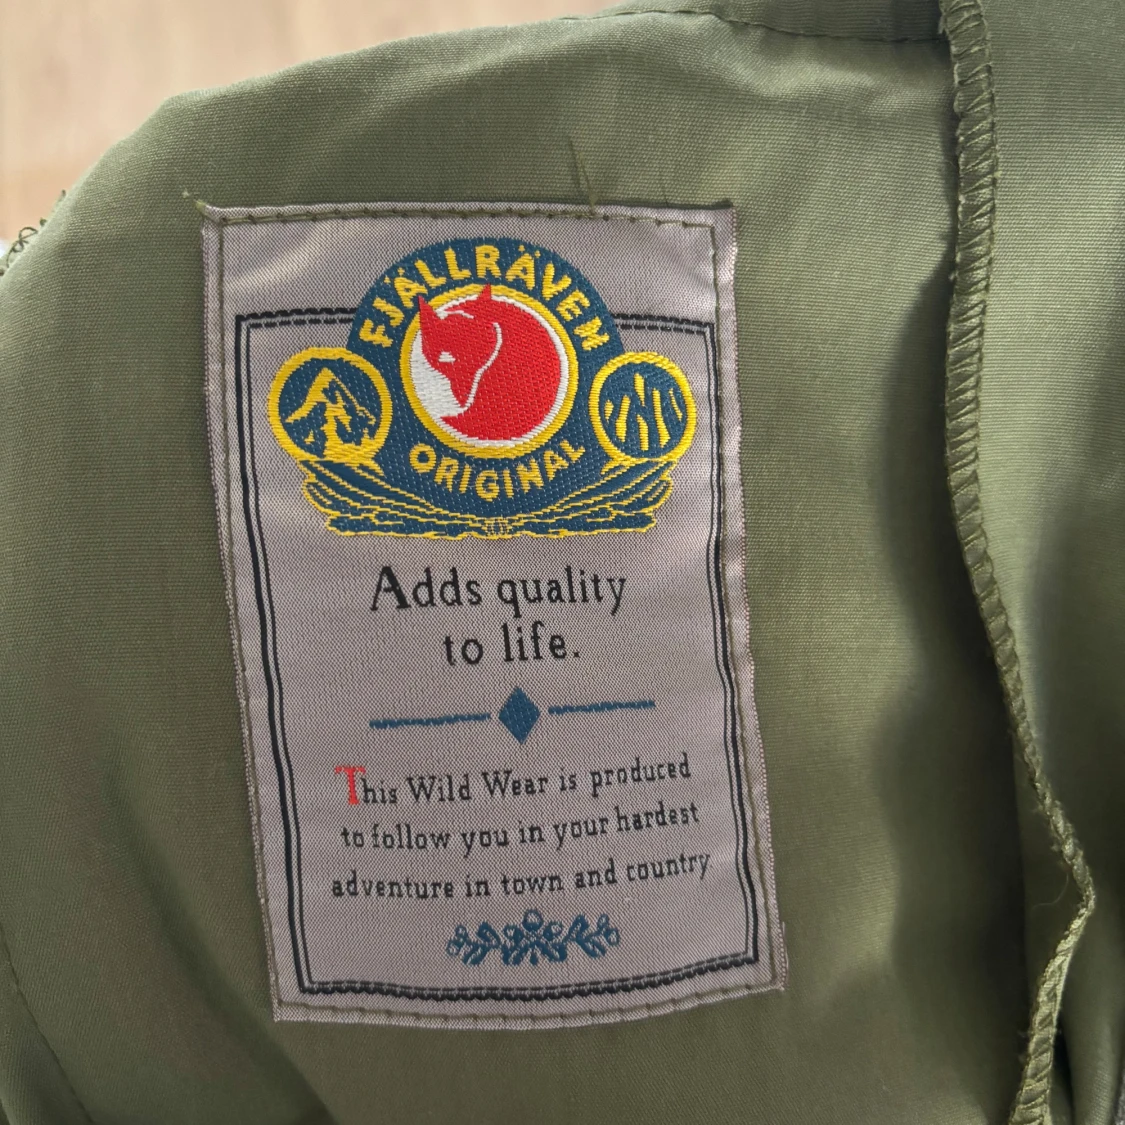 FJÄLLRÄVEN
ORIGINAL
Adds quality
to life.
This Wild Wear is produced
to follow you in your hardest
adventure in town and country